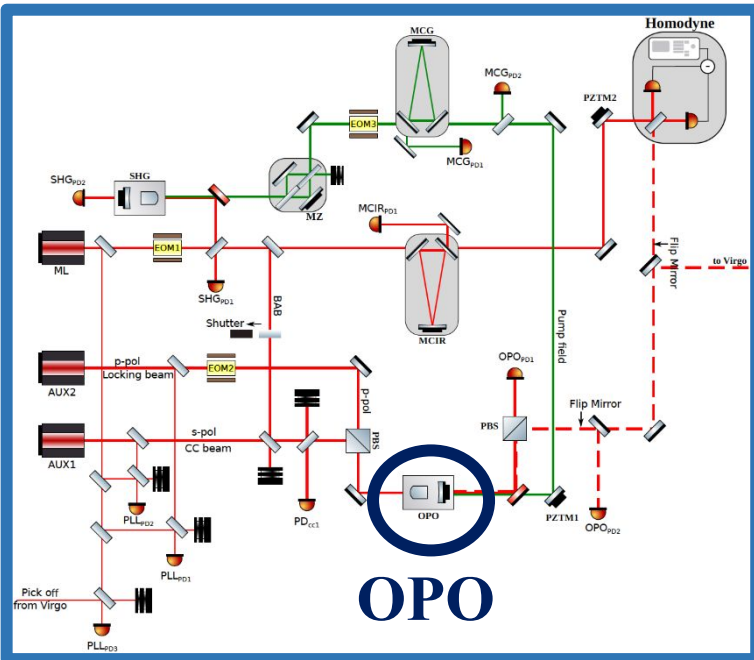 Homodyne
MCG
MCG PD2
PZTM2
EOM3
MCG PD1
SHG PD2
SHG
MZ
MCIR PD1
ML
EOM1
SHG PD1
Flip Mirror
to Virgo
BAB
Shutter
MCIR
Pump field
OPO PD1
p-pol
Locking beam
EOM2
AUX2
p-pol
Flip Mirror
s-pol
CC beam
PBS
PBS
AUX1
OPO
PZTM1
PLL PD2
PD cc1
OPO PD2
PLL PD1
Pick off
from Virgo
PLL PD3
OPO